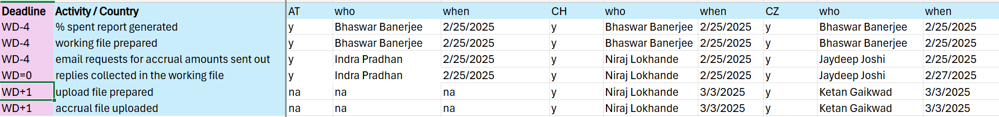 Deadline Activity / Country AT who when CH who when CZ who when
WD-4 % spent report generated y Bhaswar Banerjee 2/25/2025 y Bhaswar Banerjee 2/25/2025 y Bhaswar Banerjee 2/25/2025
WD-4 working file prepared y Bhaswar Banerjee 2/25/2025 y Bhaswar Banerjee 2/25/2025 y Bhaswar Banerjee 2/25/2025
WD-4 email requests for accrual amounts sent out y Indra Pradhan 2/25/2025 y Niraj Lokhande 2/25/2025 y Jaydeep Joshi 2/25/2025
WD=0 replies collected in the working file y Indra Pradhan 2/25/2025 y Niraj Lokhande 2/25/2025 y Jaydeep Joshi 2/27/2025
WD+1 upload file prepared na na na y Niraj Lokhande 3/3/2025 y Ketan Gaikwad 3/3/2025
WD+1 accrual file uploaded na na na y Niraj Lokhande 3/3/2025 y Ketan Gaikwad 3/3/2025